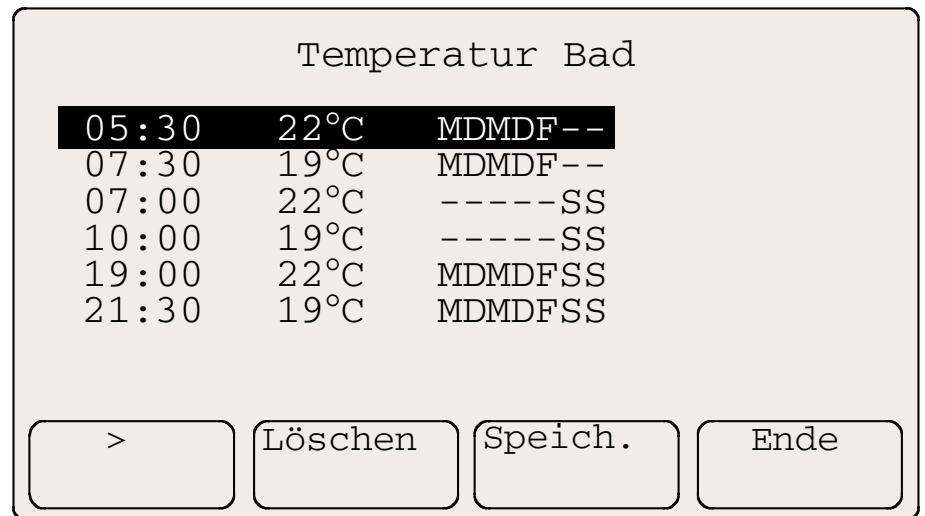 Temperatur Bad
05:30 22°C MDMDF--
07:30 19°C MDMDF--
07:00 22°C -----SS
10:00 19°C -----SS
19:00 22°C MDMDFSS
21:30 19°C MDMDFSS
> Löschen Speich. Ende